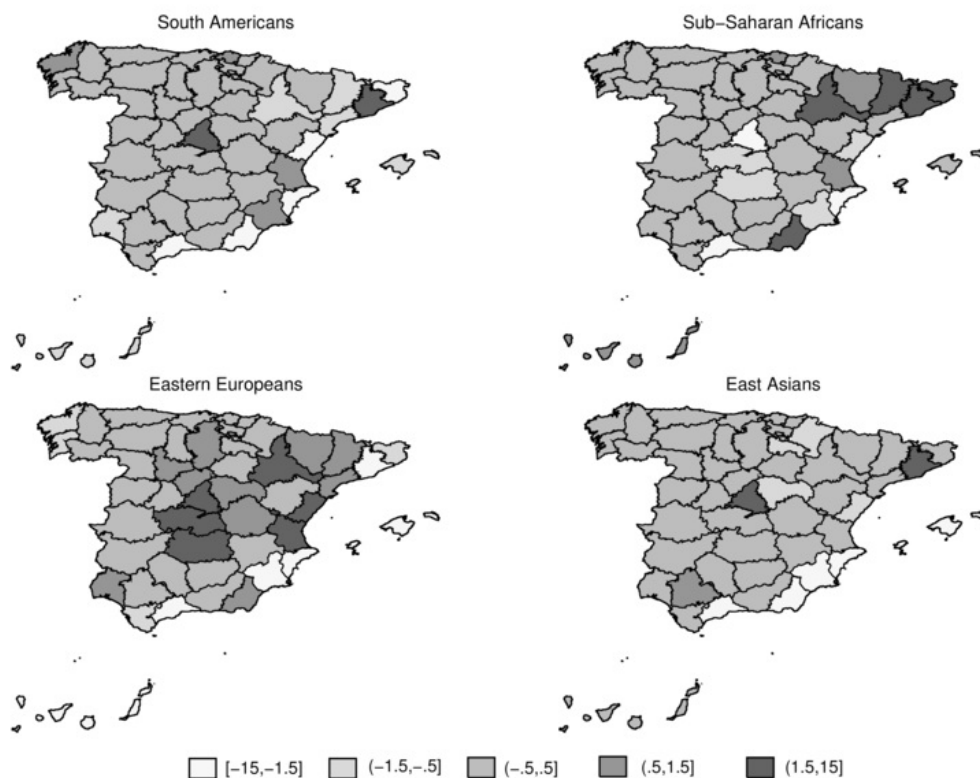 South Americans
Sub−Saharan Africans
Eastern Europeans
East Asians
[−15,−1.5] (−1.5,−.5] (−.5,.5] (.5,1.5] (1.5,15]